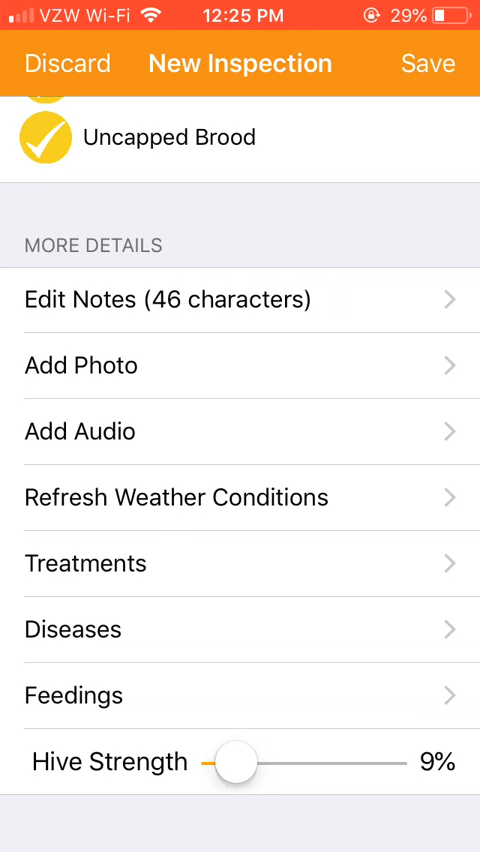 VZW Wi-Fi 12:25 PM 29%
Discard New Inspection Save
Uncapped Brood
MORE DETAILS
Edit Notes (46 characters)
Add Photo
Add Audio
Refresh Weather Conditions
Treatments
Diseases
Feedings
Hive Strength 9%